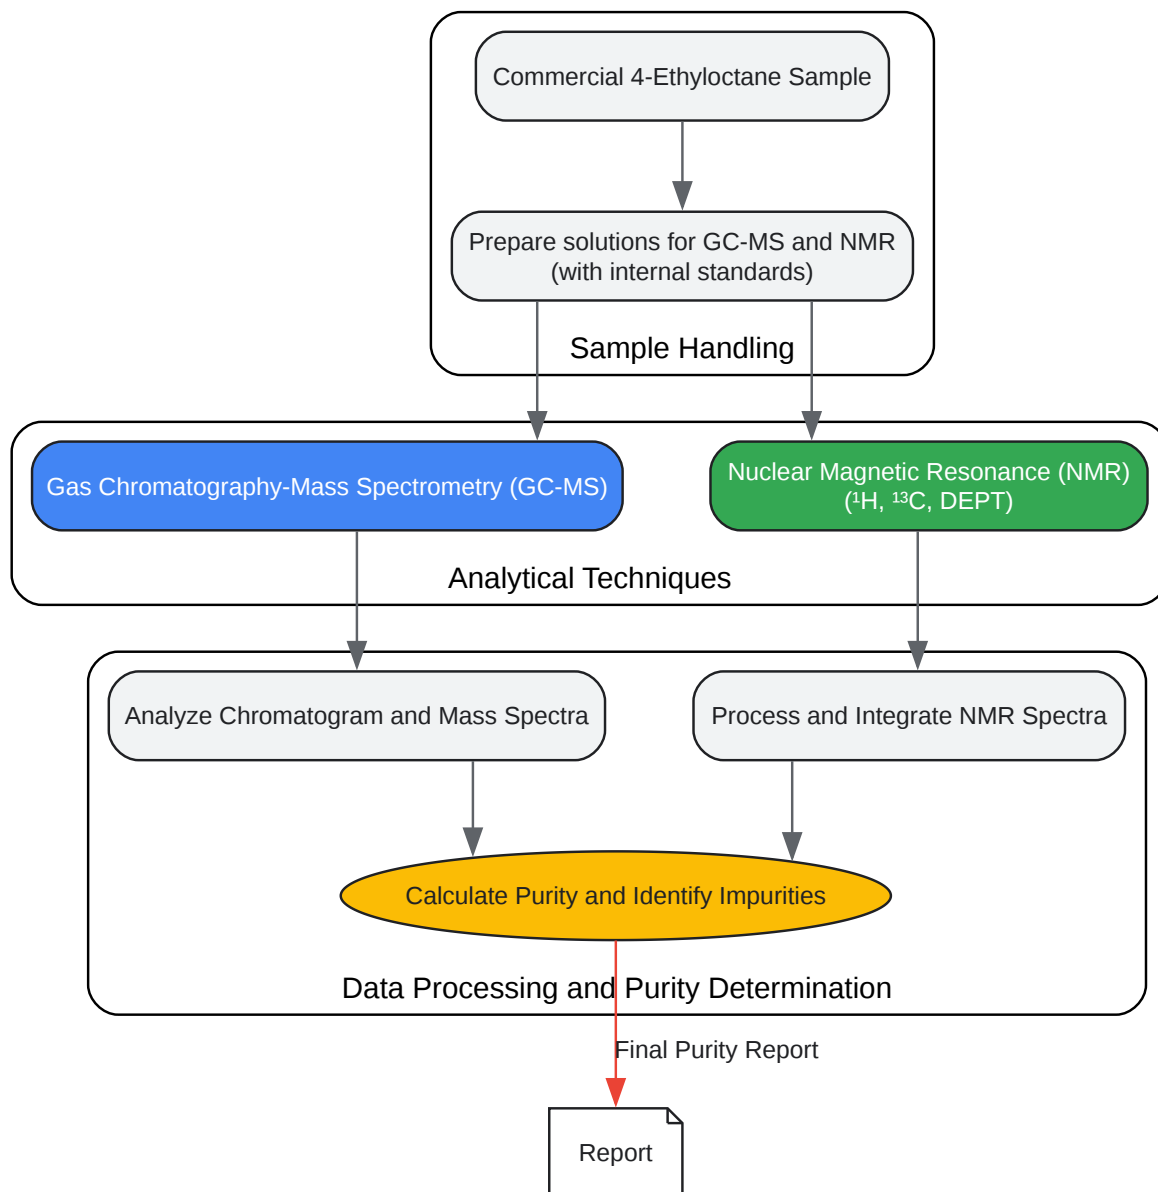 Commercial 4-Ethyloctane Sample
Prepare solutions for GC-MS and NMR
(with internal standards)
Sample Handling
Gas Chromatography-Mass Spectrometry (GC-MS)
Nuclear Magnetic Resonance (NMR)
(¹H, ¹³C, DEPT)
Analytical Techniques
Analyze Chromatogram and Mass Spectra
Process and Integrate NMR Spectra
Calculate Purity and Identify Impurities
Data Processing and Purity Determination
Final Purity Report
Report